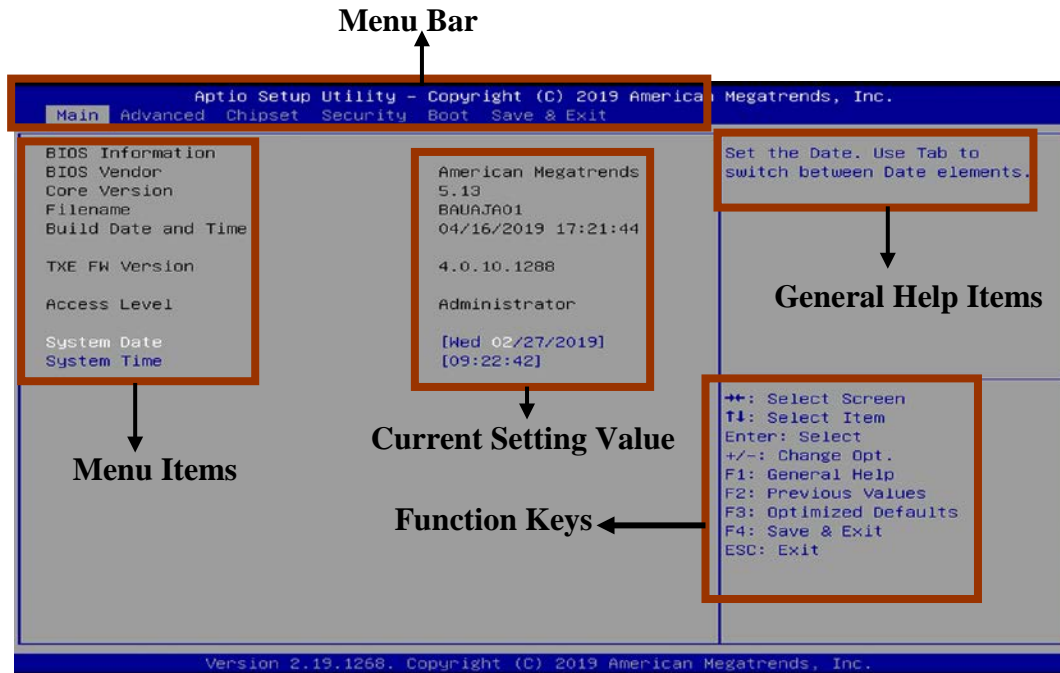 Menu Bar
Aptio Setup Utility – Copyright (C) 2019 American Megatrends, Inc.
Main Advanced Chipset Security Boot Save & Exit
BIOS Information
BIOS Vendor American Megatrends
Core Version 5.13
Filename BAUAJA01
Build Date and Time 04/16/2019 17:21:44
TXE FW Version 4.0.10.1288
Access Level Administrator
System Date [Wed 02/27/2019]
System Time [09:22:42]
Set the Date. Use Tab to
switch between Date elements.
General Help Items
Menu Items
Current Setting Value
Function Keys
→←: Select Screen
↑↓: Select Item
Enter: Select
+/-: Change Opt.
F1: General Help
F2: Previous Values
F3: Optimized Defaults
F4: Save & Exit
ESC: Exit
Version 2.19.1268. Copyright (C) 2019 American Megatrends, Inc.